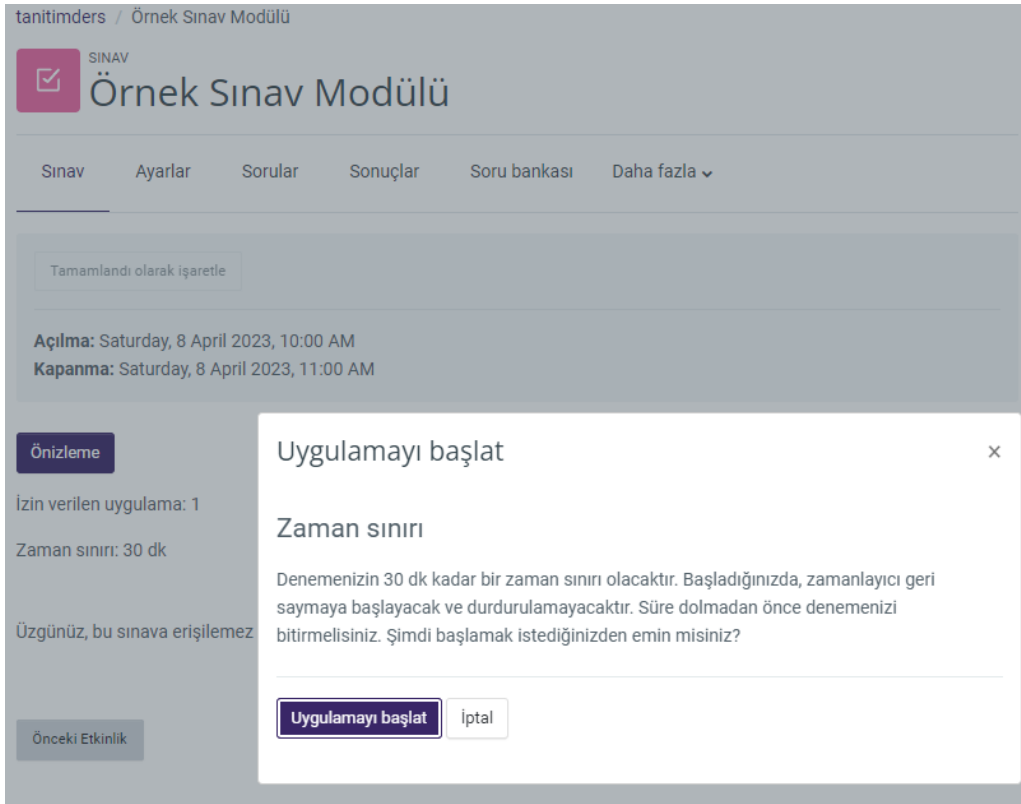 tanitimders / Örnek Sınav Modülü
SINAV
Örnek Sınav Modülü
Sınav Ayarlar Sorular Sonuçlar Soru bankası Daha fazla
Tamamlandı olarak işaretle
Açılma: Saturday, 8 April 2023, 10:00 AM
Kapanma: Saturday, 8 April 2023, 11:00 AM
Önizleme
İzin verilen uygulama: 1
Zaman sınırı: 30 dk
Üzgünüz, bu sınava erişilemez
Önceki Etkinlik
Uygulamayı başlat ×
Zaman sınırı
Denemenizin 30 dk kadar bir zaman sınırı olacaktır. Başladığınızda, zamanlayıcı geri
saymaya başlayacak ve durdurulamayacaktır. Süre dolmadan önce denemenizi
bitirmelisiniz. Şimdi başlamak istediğinizden emin misiniz?
Uygulamayı başlat İptal